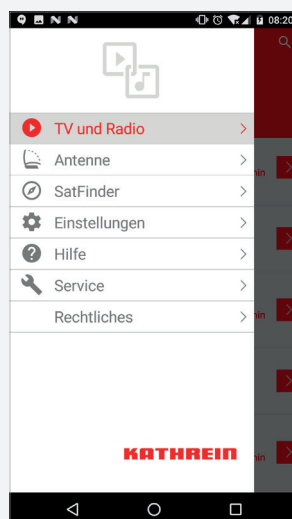 08:20
TV und Radio
Antenne
SatFinder
Einstellungen
Hilfe
Service
Rechtliches
KATHREIN